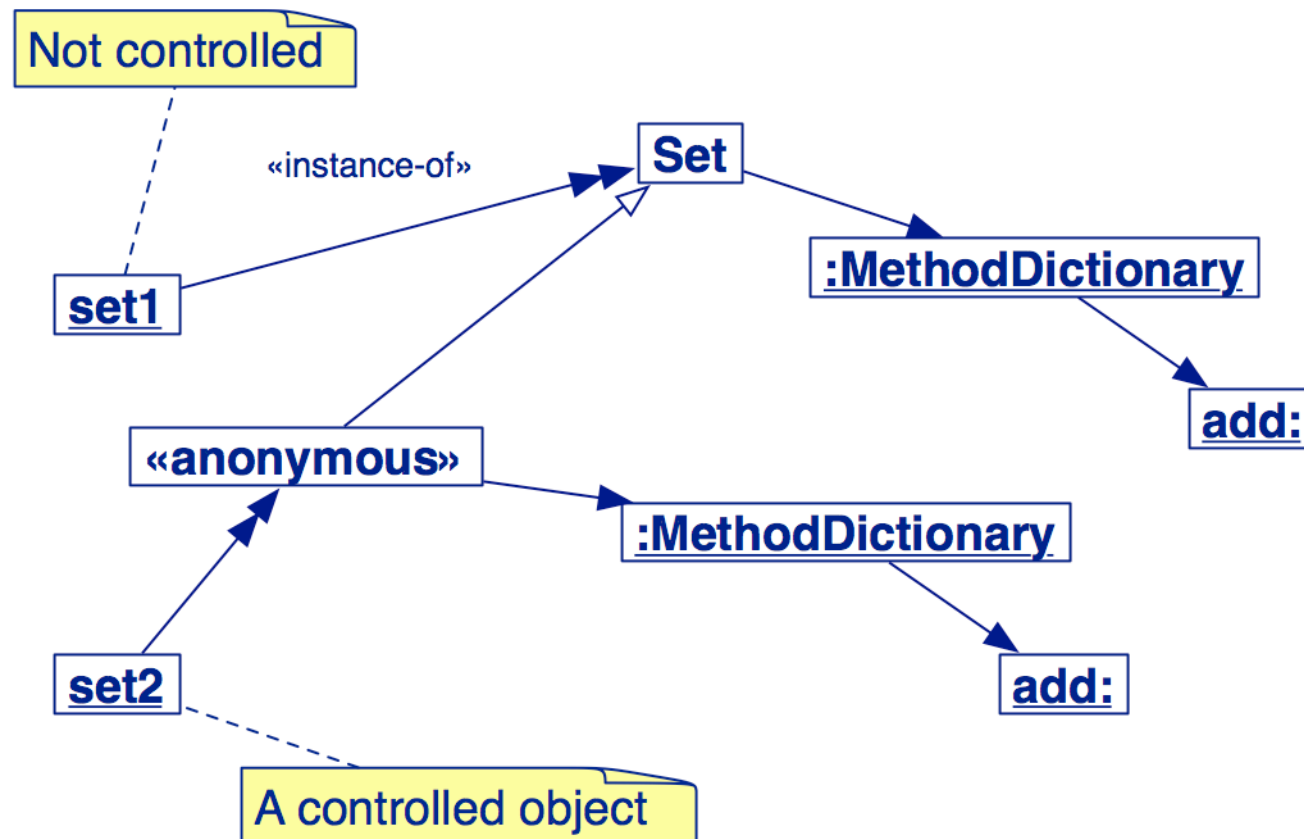 Not controlled
«instance-of»
Set
:MethodDictionary
set1
add:
«anonymous»
:MethodDictionary
set2
add:
A controlled object